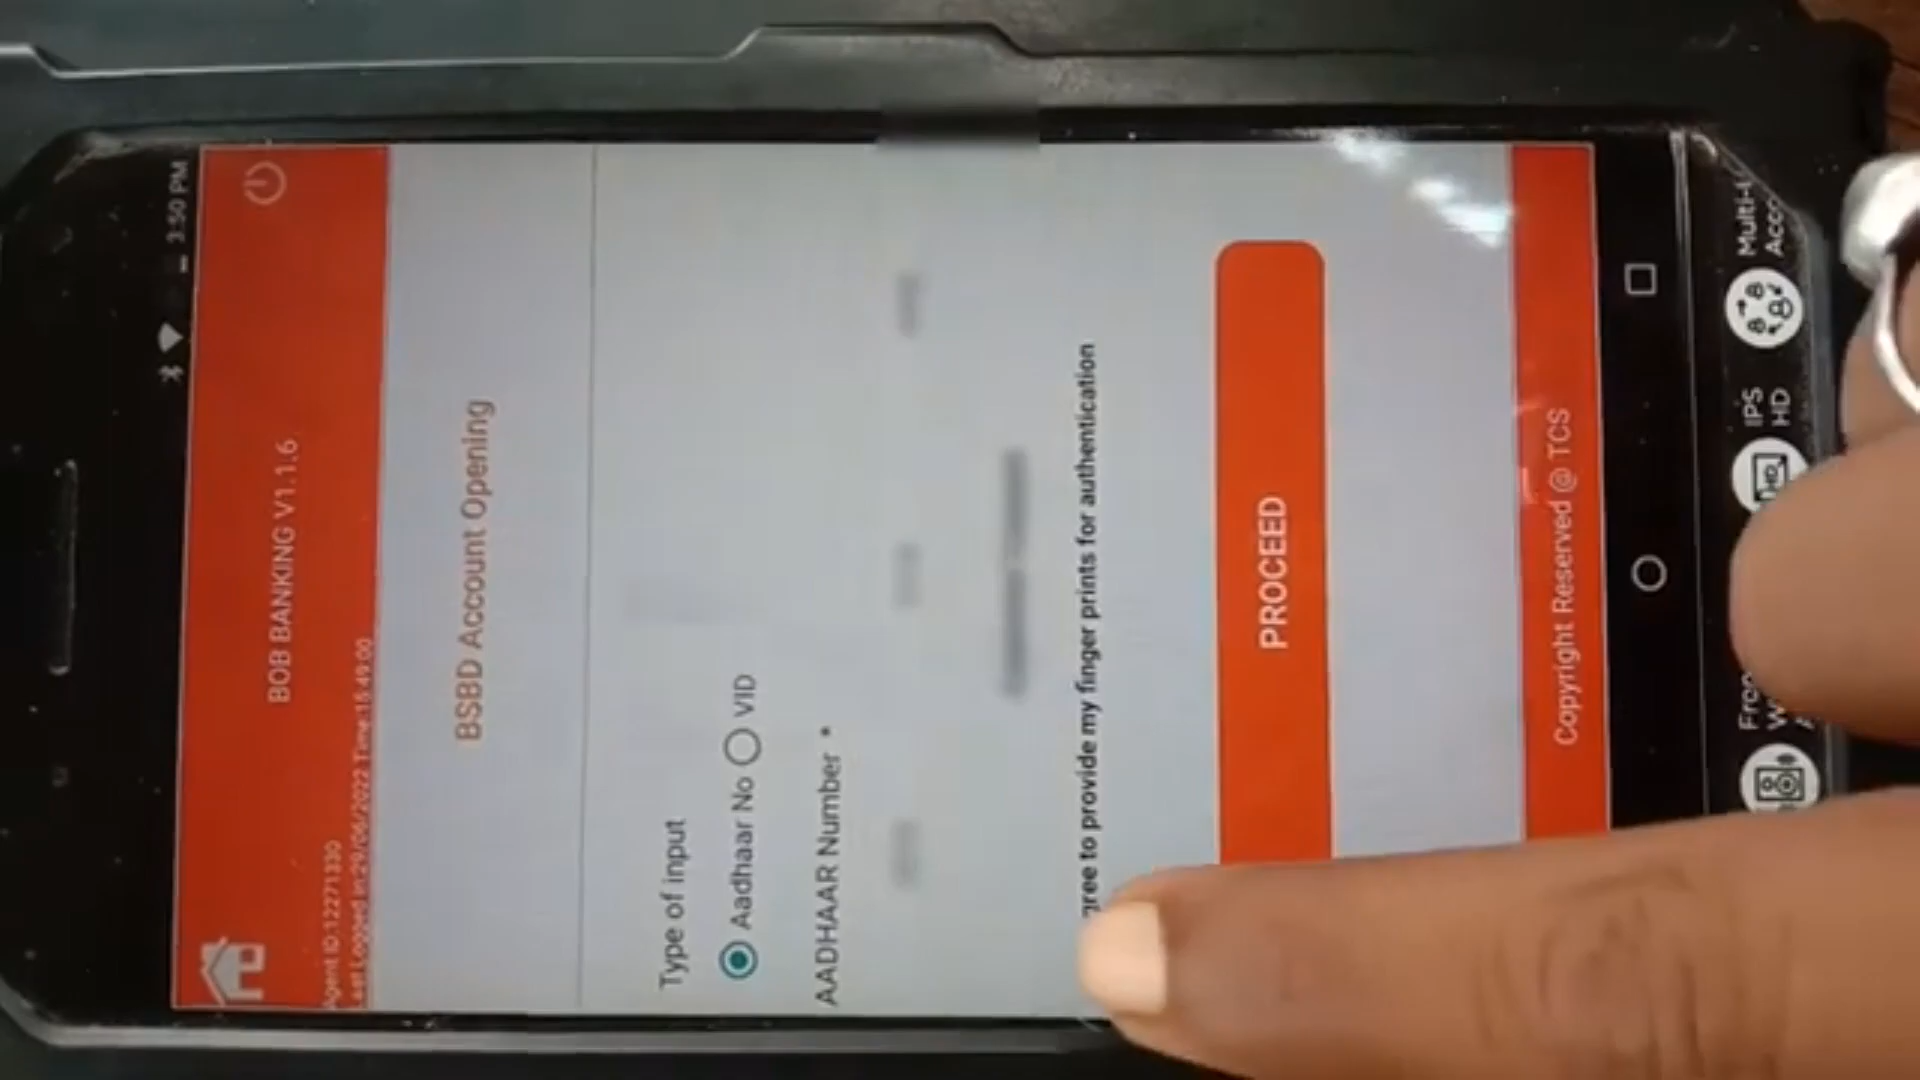 3:50 PM
BOB BANKING V1.1.6
Agent ID:12271330
Last Logged in:29/06/2022 Time:15:49:00
BSBD Account Opening
Type of input
Aadhaar No
VID
AADHAAR Number *
gree to provide my finger prints for authentication
PROCEED
Copyright Reserved @ TCS
IPS
HD
Multi-
Acc